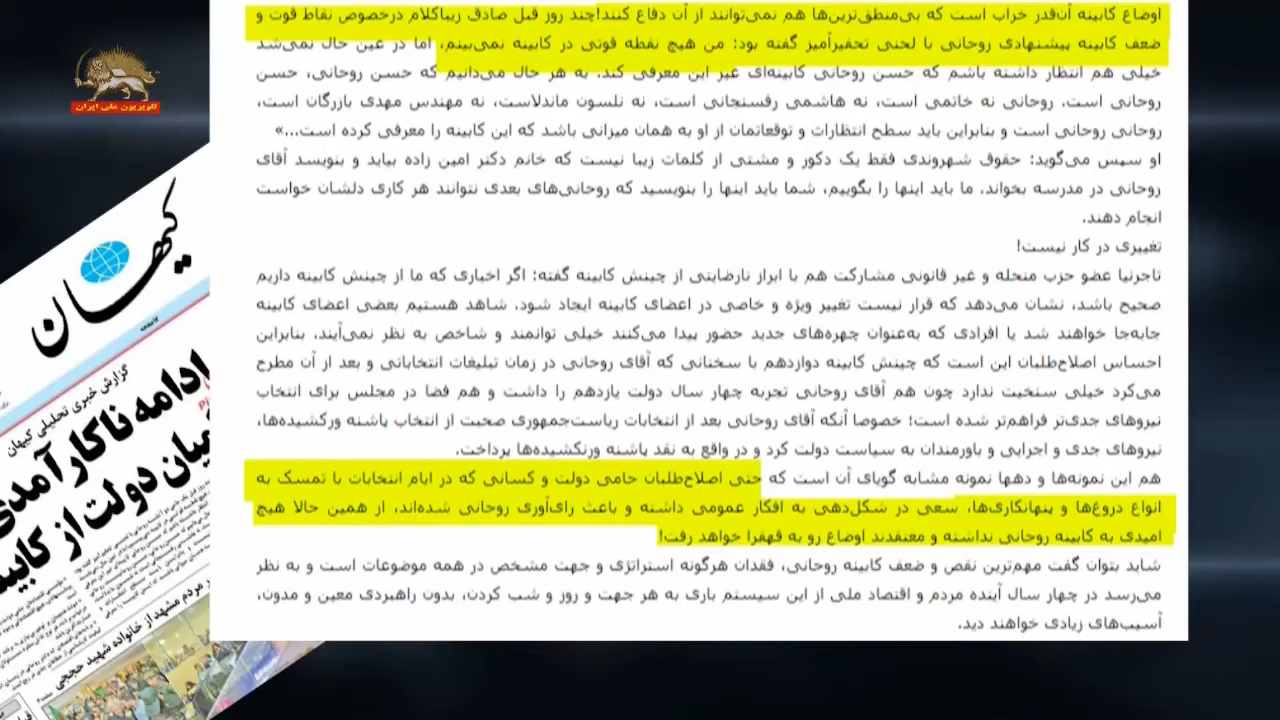 اوضاع کابینه آن‌قدر خراب است که بی‌منطق‌ترین‌ها هم نمی‌توانند از آن دفاع کنند!چند روز قبل صادق زیباکلام درخصوص نقاط قوت و
ضعف کابینه پیشنهادی روحانی با لحنی تحقیرآمیز گفته بود: من هیچ نقطه قوتی در کابینه نمی‌بینم، اما در عین حال نمی‌شد
خیلی هم انتظار داشته باشم که حسن روحانی کابینه‌ای غیر این معرفی کند. به هر حال می‌دانیم که حسن روحانی، حسن
روحانی است. روحانی نه خاتمی است، نه هاشمی رفسنجانی است، نه نلسون ماندلاست، نه مهندس مهدی بازرگان است،
روحانی روحانی است و بنابراین باید سطح انتظارات و توقعاتمان از او به همان میزانی باشد که این کابینه را معرفی کرده است...»
او سپس می‌گوید: حقوق شهروندی فقط یک دکور و مشتی از کلمات زیبا نیست که خانم دکتر امین زاده بیاید و بنویسد آقای
روحانی در مدرسه بخواند. ما باید اینها را بگوییم، شما باید اینها را بنویسید که روحانی‌های بعدی نتوانند هر کاری دلشان خواست
انجام دهند.
تغییری در کار نیست!
تاجرنیا عضو حزب منحله و غیر قانونی مشارکت هم با ابراز نارضایتی از چینش کابینه گفته: اگر اخباری که ما از چینش کابینه داریم
صحیح باشد، نشان می‌دهد که قرار نیست تغییر ویژه و خاصی در اعضای کابینه ایجاد شود. شاهد هستیم بعضی اعضای کابینه
جابه‌جا خواهند شد یا افرادی که به‌عنوان چهره‌های جدید حضور پیدا می‌کنند خیلی توانمند و شاخص به نظر نمی‌آیند. بنابراین
احساس اصلاح‌طلبان این است که چینش کابینه دوازدهم با سخنانی که آقای روحانی در زمان تبلیغات انتخاباتی و بعد از آن مطرح
می‌کرد خیلی سنخیت ندارد چون هم آقای روحانی تجربه چهار سال دولت یازدهم را داشت و هم فضا در مجلس برای انتخاب
نیروهای جدی‌تر فراهم‌تر شده است؛ خصوصا آنکه آقای روحانی بعد از انتخابات ریاست‌جمهوری صحبت از انتخاب پاشنه ورکشیده‌ها،
نیروهای جدی و اجرایی و باورمندان به سیاست دولت کرد و در واقع به نقد پاشنه ورنکشیده‌ها پرداخت.
هم این نمونه‌ها و دهها نمونه مشابه گویای آن است که حتی اصلاح‌طلبان حامی دولت و کسانی که در ایام انتخابات با تمسک به
انواع دروغ‌ها و پنهانکاری‌ها، سعی در شکل‌دهی به افکار عمومی داشته و باعث رای‌آوری روحانی شده‌اند، از همین حالا هیچ
امیدی به کابینه روحانی نداشته و معتقدند اوضاع رو به قهقرا خواهد رفت!
شاید بتوان گفت مهم‌ترین نقص و ضعف کابینه روحانی، فقدان هرگونه استراتژی و جهت مشخص در همه موضوعات است و به نظر
می‌رسد در چهار سال آینده مردم و اقتصاد ملی از این سیستم باری به هر جهت و روز و شب کردن، بدون راهبردی معین و مدون،
آسیب‌های زیادی خواهند دید.
تلویزیون ملی ایران
کیهان
گزارش خبری تحلیلی کیهان
ادامه ناکارآمدی
دولت از
مردم مشهد از خانواده شهید حججی